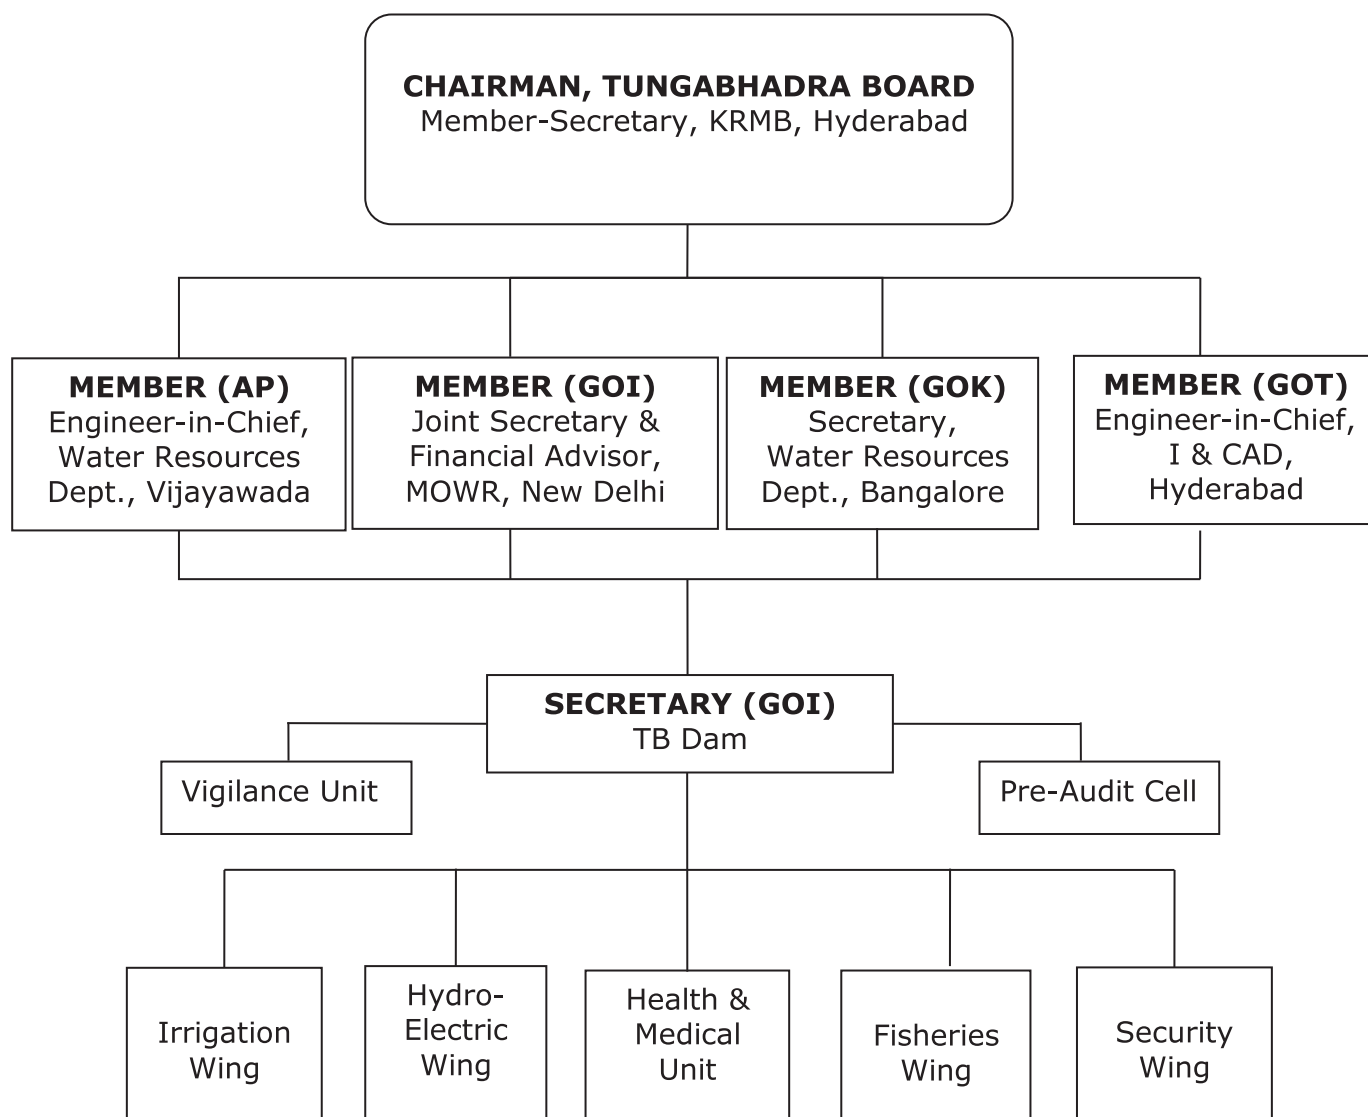 CHAIRMAN, TUNGABHADRA BOARD
Member-Secretary, KRMB, Hyderabad
MEMBER (AP)
Engineer-in-Chief,
Water Resources
Dept., Vijayawada
MEMBER (GOI)
Joint Secretary &
Financial Advisor,
MOWR, New Delhi
MEMBER (GOK)
Secretary,
Water Resources
Dept., Bangalore
MEMBER (GOT)
Engineer-in-Chief,
I & CAD,
Hyderabad
SECRETARY (GOI)
TB Dam
Vigilance Unit
Pre-Audit Cell
Irrigation
Wing
Hydro-
Electric
Wing
Health &
Medical
Unit
Fisheries
Wing
Security
Wing